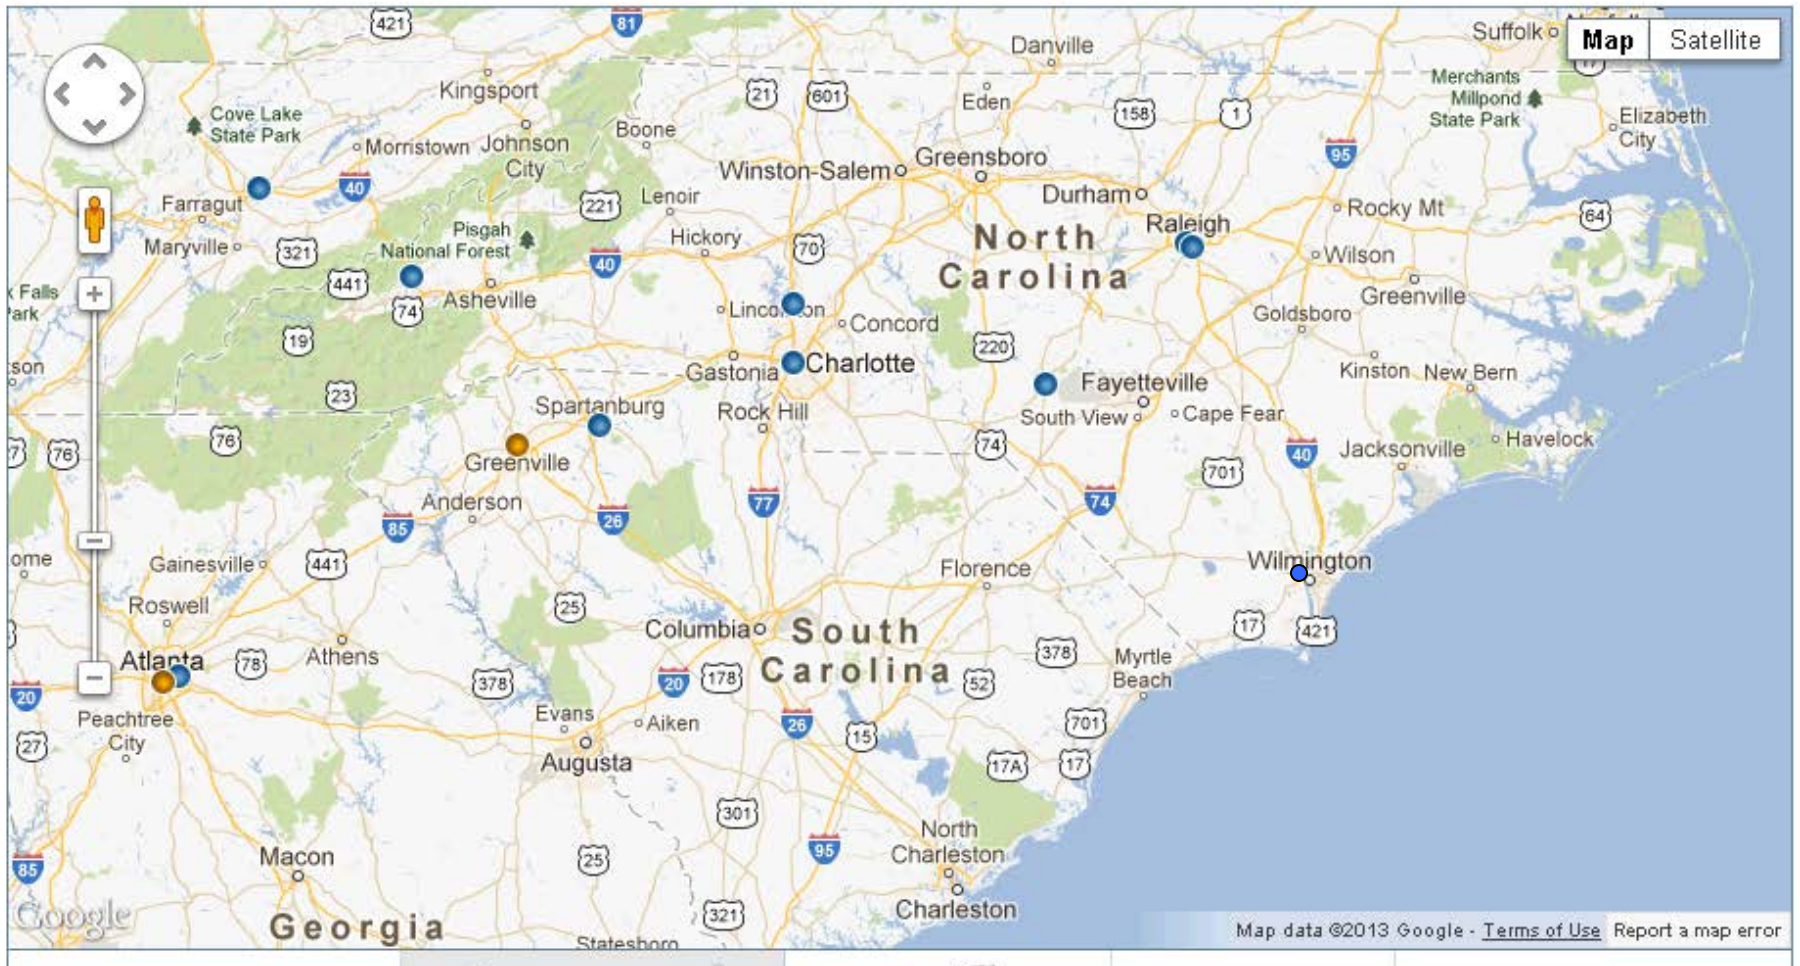 421
81
Suffolk
Map
Satellite
Danville
17
Kingsport
21
601
Eden
158
1
Merchants
Millpond
State Park
Cove Lake
State Park
Elizabeth
City
Morristown
Johnson
City
Boone
Winston-Salem
Greensboro
95
40
Farragut
221
Lenoir
Durham
Rocky Mt
64
Raleigh
Maryville
321
Pisgah
National Forest
Hickory
70
North
Carolina
Wilson
40
441
Asheville
74
Greenville
Falls
Park
Concord
Goldsboro
19
220
Charlotte
Gastonia
Kinston
New Bern
Fayetteville
23
Spartanburg
Rock Hill
South View
Cape Fear
76
76
7
74
40
Jacksonville
Havelock
Greenville
701
Anderson
85
26
77
74
Gainesville
441
Florence
Wilmington
Roswell
25
Columbia
South
Carolina
17
421
Atlanta
78
Athens
378
20
178
378
52
Myrtle
Beach
20
Peachtree
City
Evans
Aiken
26
15
701
27
Augusta
17A
17
301
North
Charleston
95
85
Macon
25
Charleston
Google
Georgia
321
Statesboro
Map data ©2013 Google - Terms of Use
Report a map error